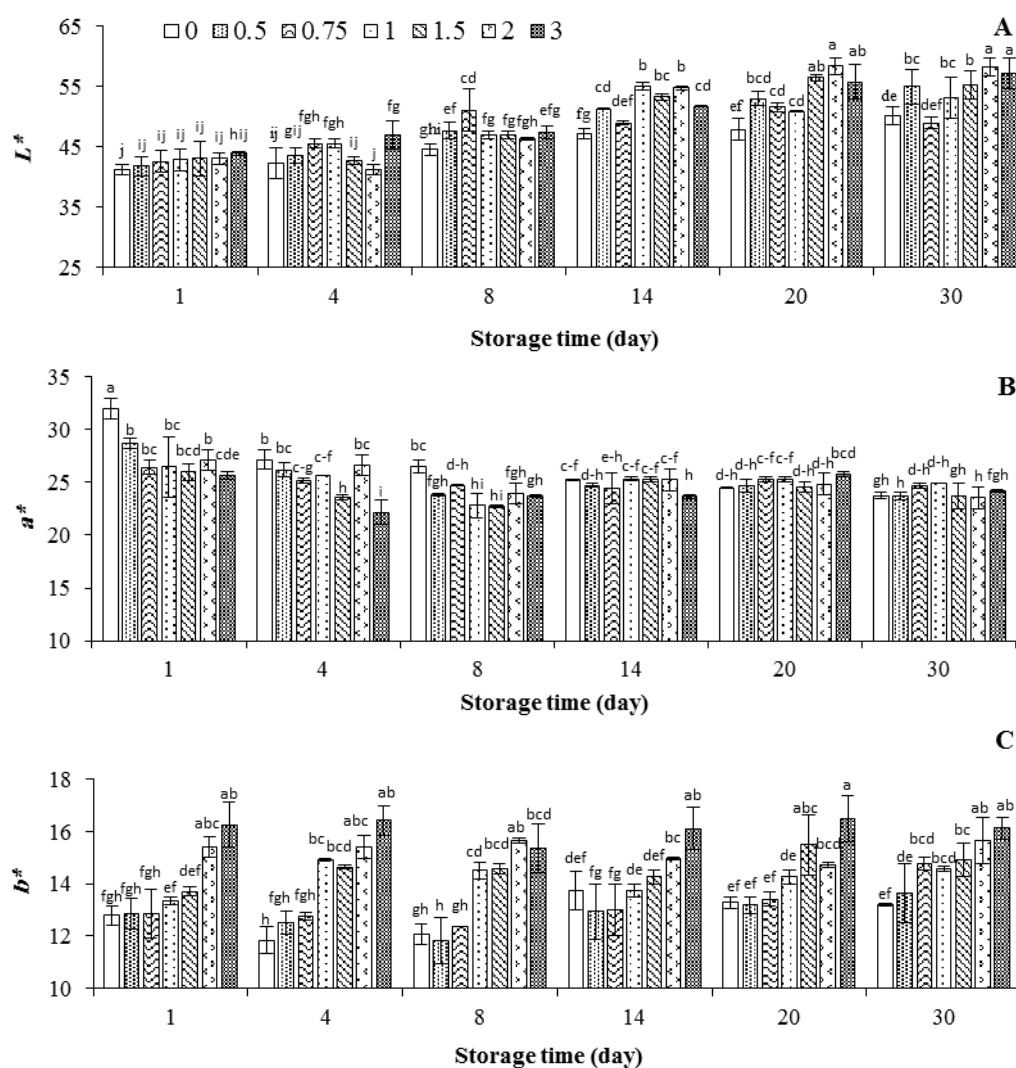 65 0 0.5 0.75 1 1.5 2 3 A
55
45
35
25
L*
j ij ij ij ij ij hij
ij gij fgh fgh ij j fg
ghi ef cd fg fg fgh efg
fg cd def b bc b cd
ef bcd cd cd ab a ab
de bc def bc b a a
1 4 8 14 20 30
Storage time (day)
35 B
30
25
20
15
10
a*
a b bc bc bcd b cde
b bc c-g c-f h bc i
bc fgh d-h hi hi fgh gh
c-f d-h e-h c-f c-f c-f h
d-h d-h c-f c-f d-h d-h bcd
gh h d-h d-h gh h fgh
1 4 8 14 20 30
Storage time (day)
C
18
16
14
12
10
b*
fgh fgh fgh ef def abc ab
h fgh fgh bc bcd abc ab
gh h gh cd bcd ab bcd
def fg fg de def bc ab
ef ef ef de abc bcd a
ef de bcd bcd bc ab ab
1 4 8 14 20 30
Storage time (day)